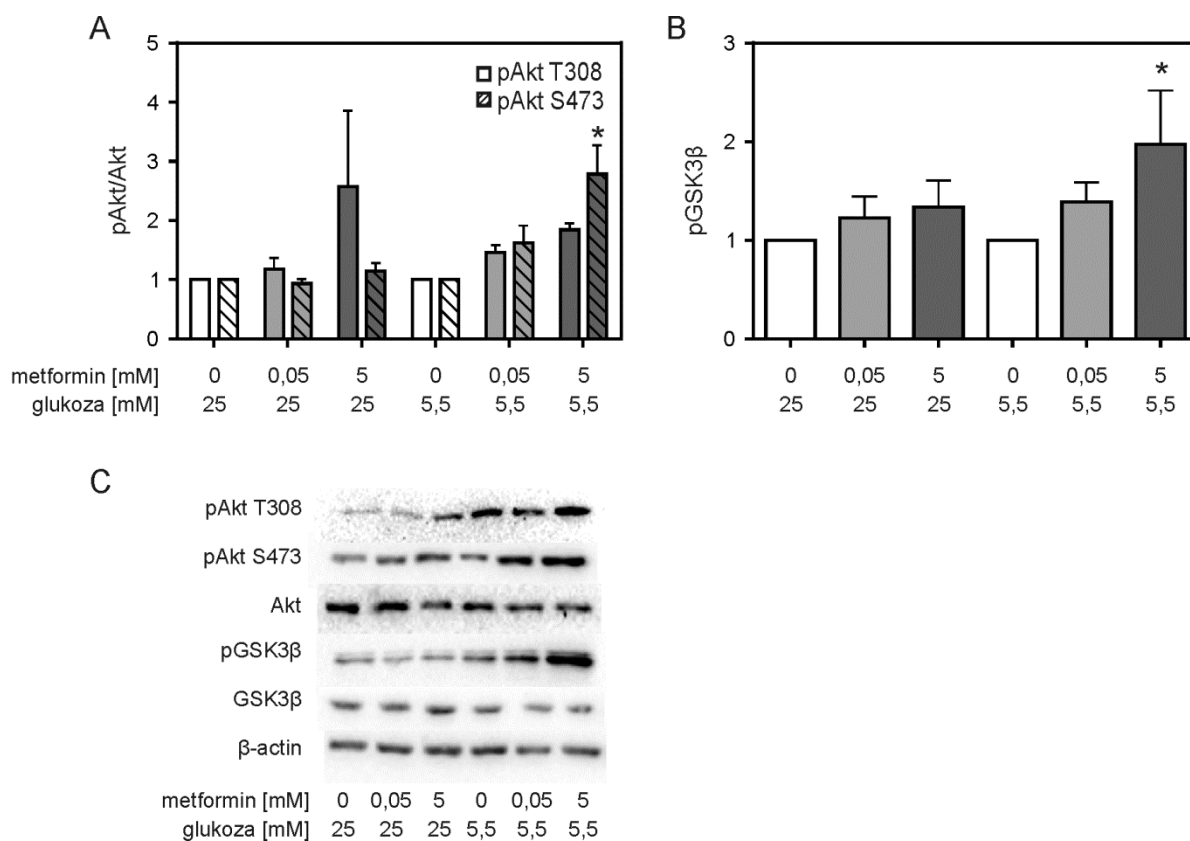 A
5
4
3
2
1
0
pAkt/Akt
pAkt T308
pAkt S473
*
metformin [mM] 0 0,05 5 0 0,05 5
glukoza [mM] 25 25 25 5,5 5,5 5,5
B
3
2
1
0
pGSK3β
*
0 0,05 5 0 0,05 5
25 25 25 5,5 5,5 5,5
C
pAkt T308
pAkt S473
Akt
pGSK3β
GSK3β
β-actin
metformin [mM] 0 0,05 5 0 0,05 5
glukoza [mM] 25 25 25 5,5 5,5 5,5